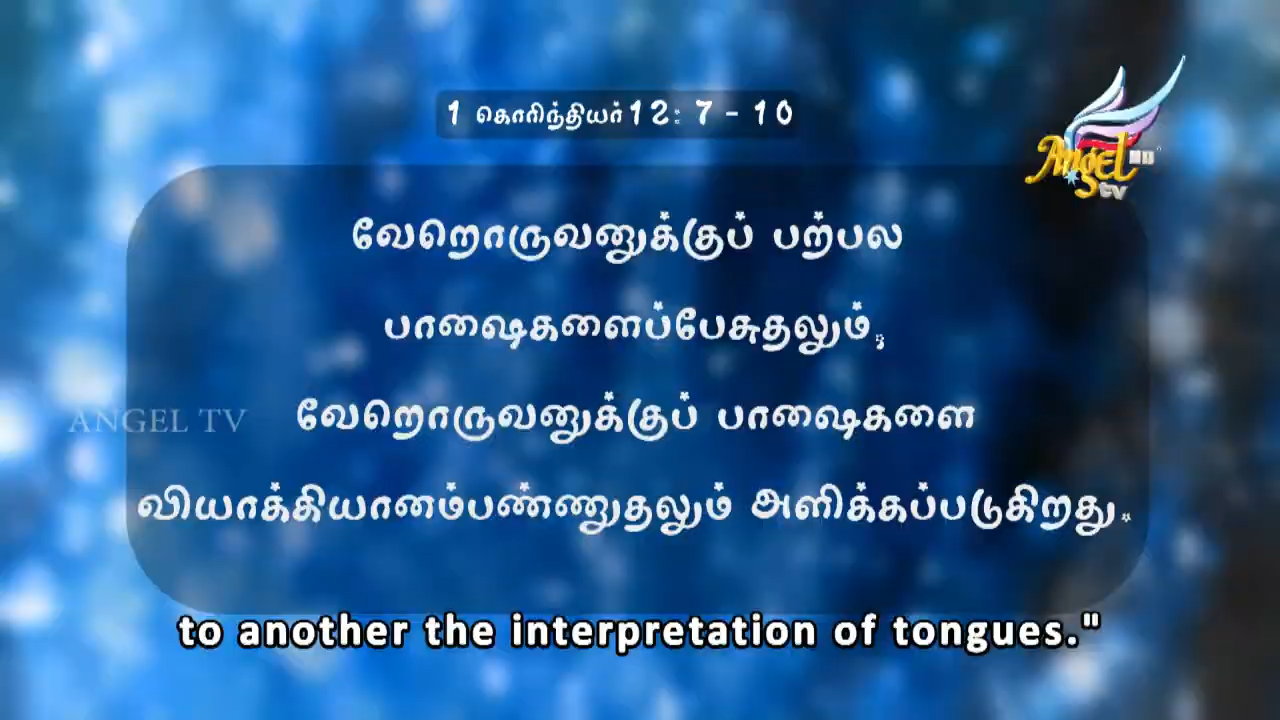 1 கொரிந்தியர் 12: 7 - 10
Angel HD
tv
வேறொருவனுக்குப் பற்பல
பாஷைகளைப்பேசுதலும்;
வேறொருவனுக்குப் பாஷைகளை
ANGEL TV
வியாக்கியானம்பண்ணுதலும் அளிக்கப்படுகிறது.
to another the interpretation of tongues."